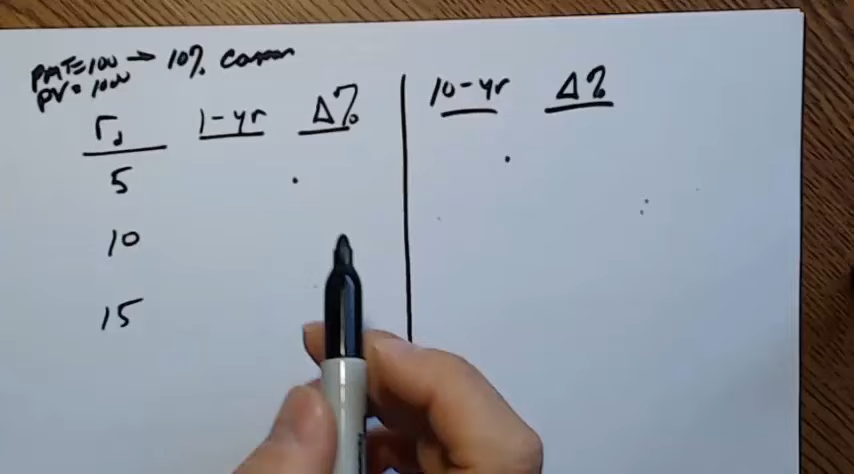 PMT=100 → 10% Coupon
PV=1000
rd 1-yr Δ% 10-yr Δ%
5
10
15